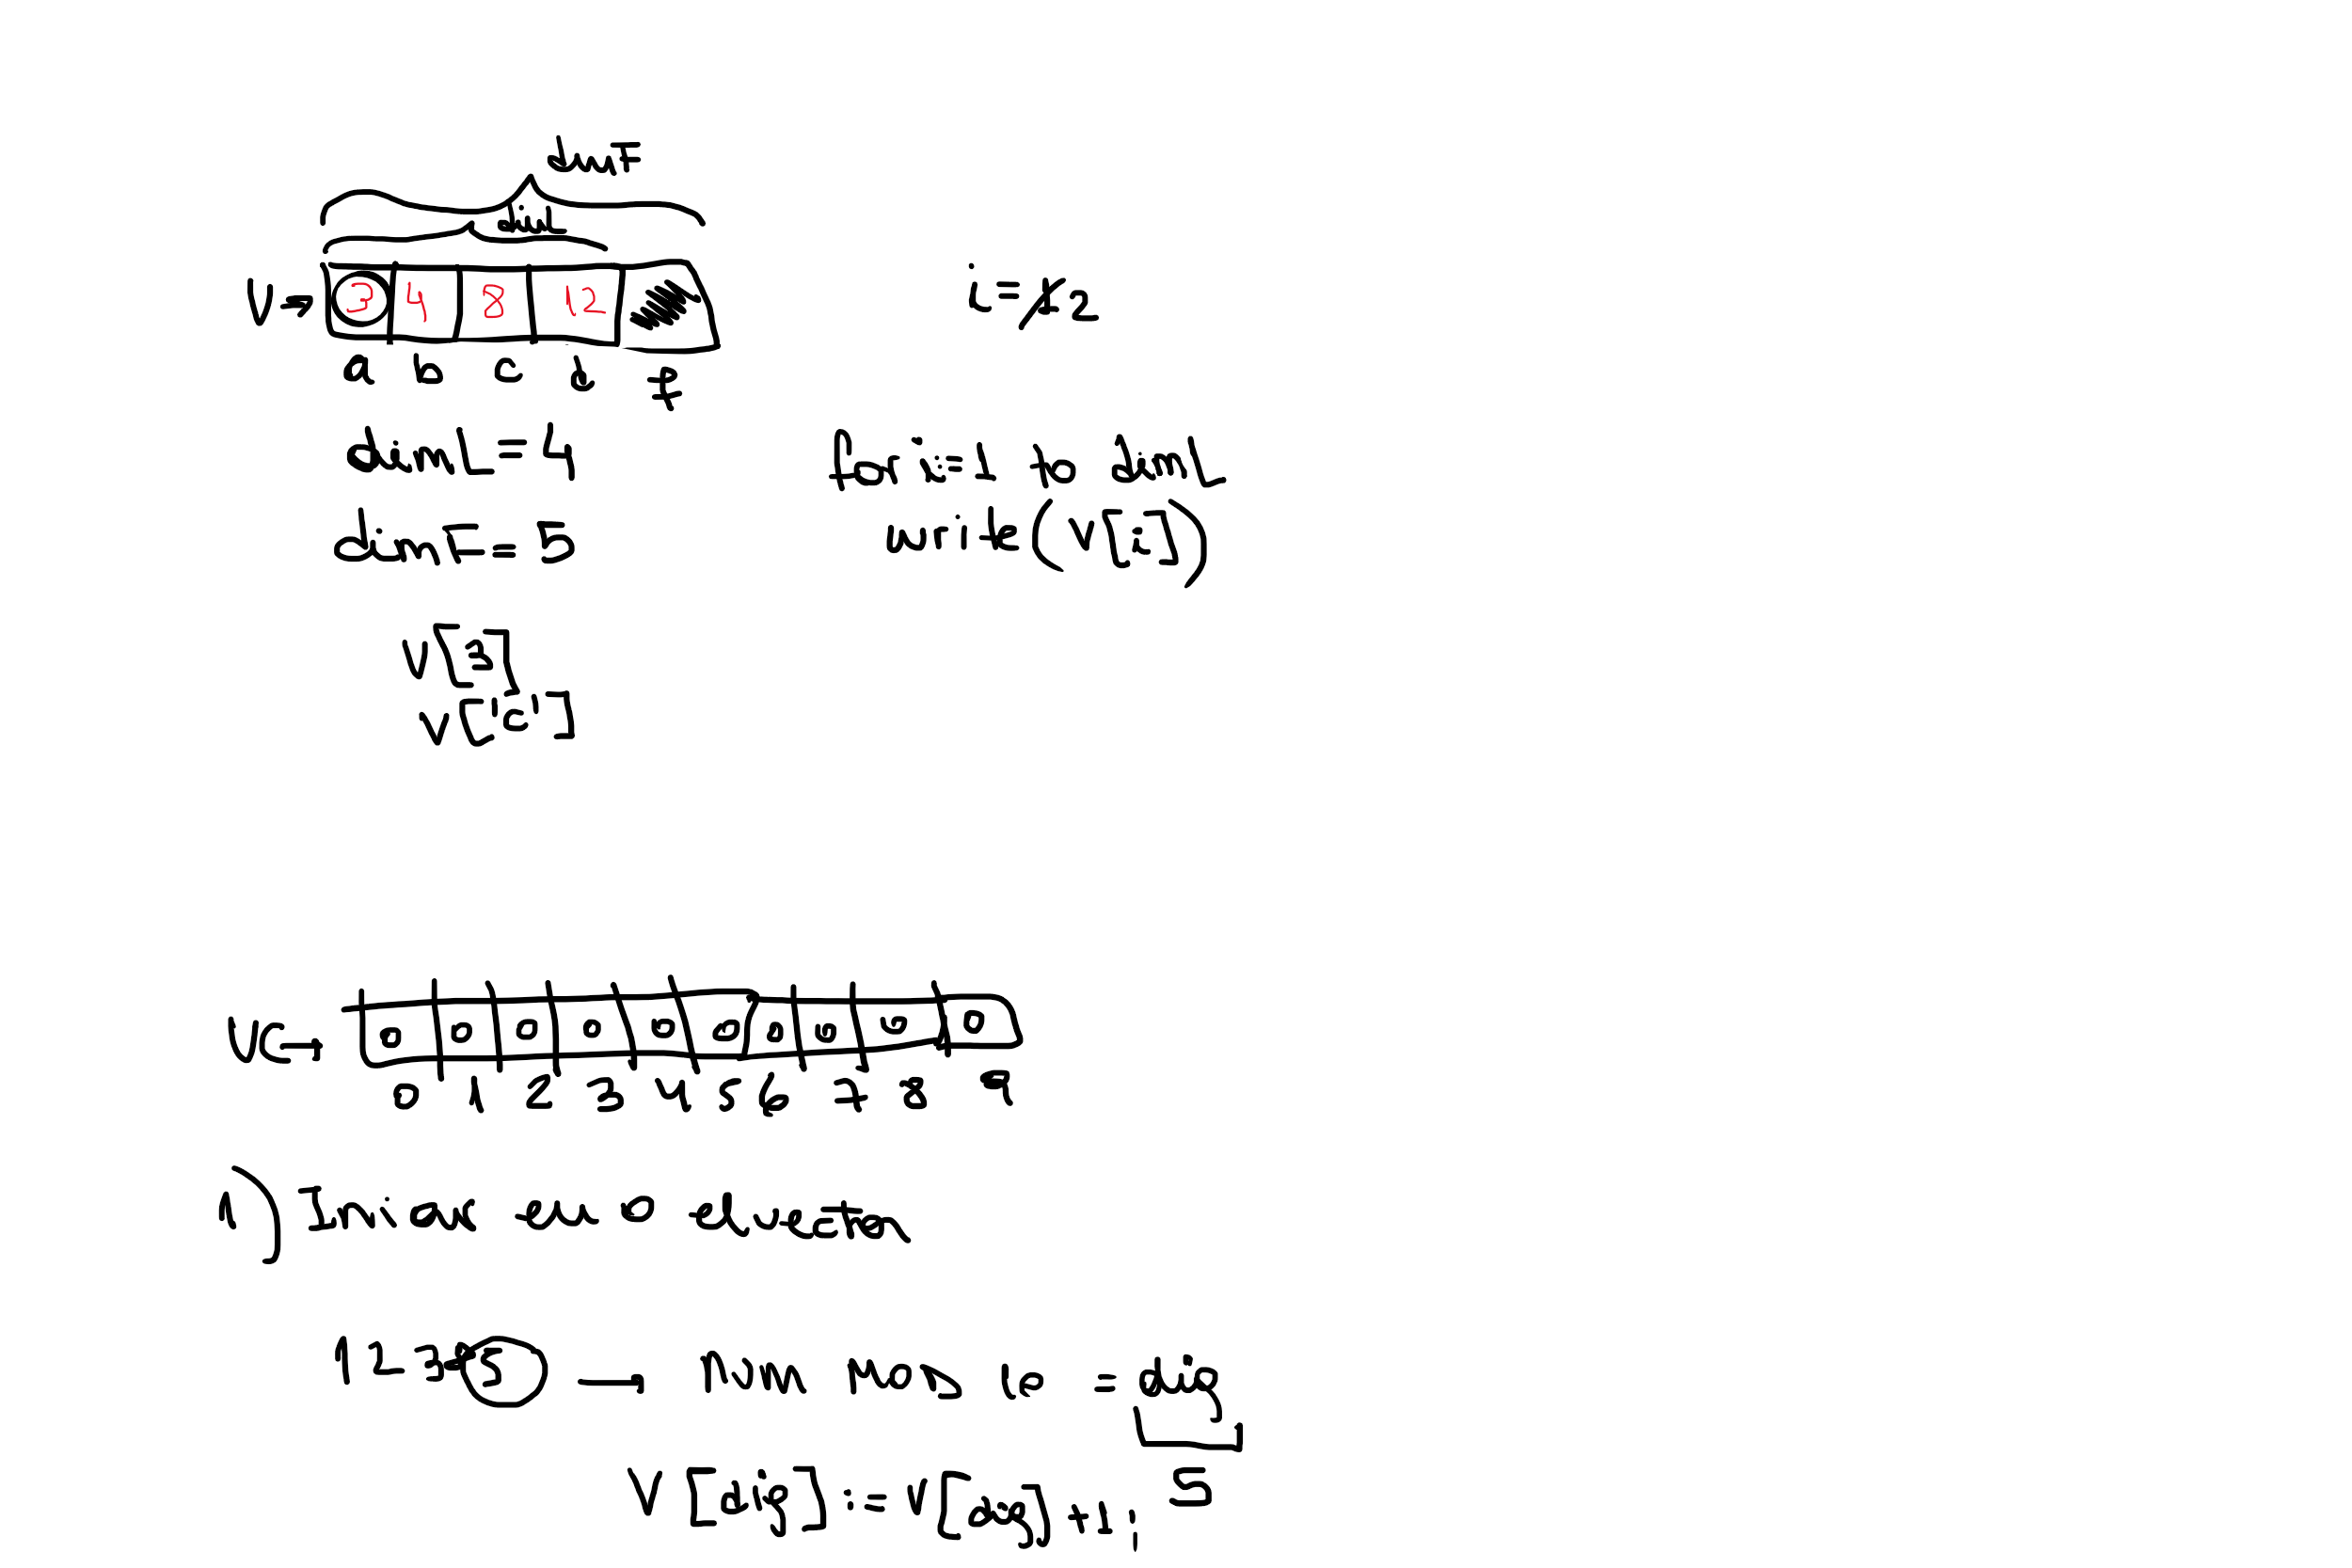 dimF
dimL
V=> 3 4 8 12
a b c d f
dimL=4
dimF=5
V[3]
V['c']
i=1/2
for i:=1 to dimL
write(V[i])
VC→ 0 0 0 0 0 0 0 0 0 0
0 1 2 3 4 5 6 7 8 9
1) Iniciar en 0 el vector
12345 → num MOD 10 = dig
5
V[dig]:=V[dig]+1;